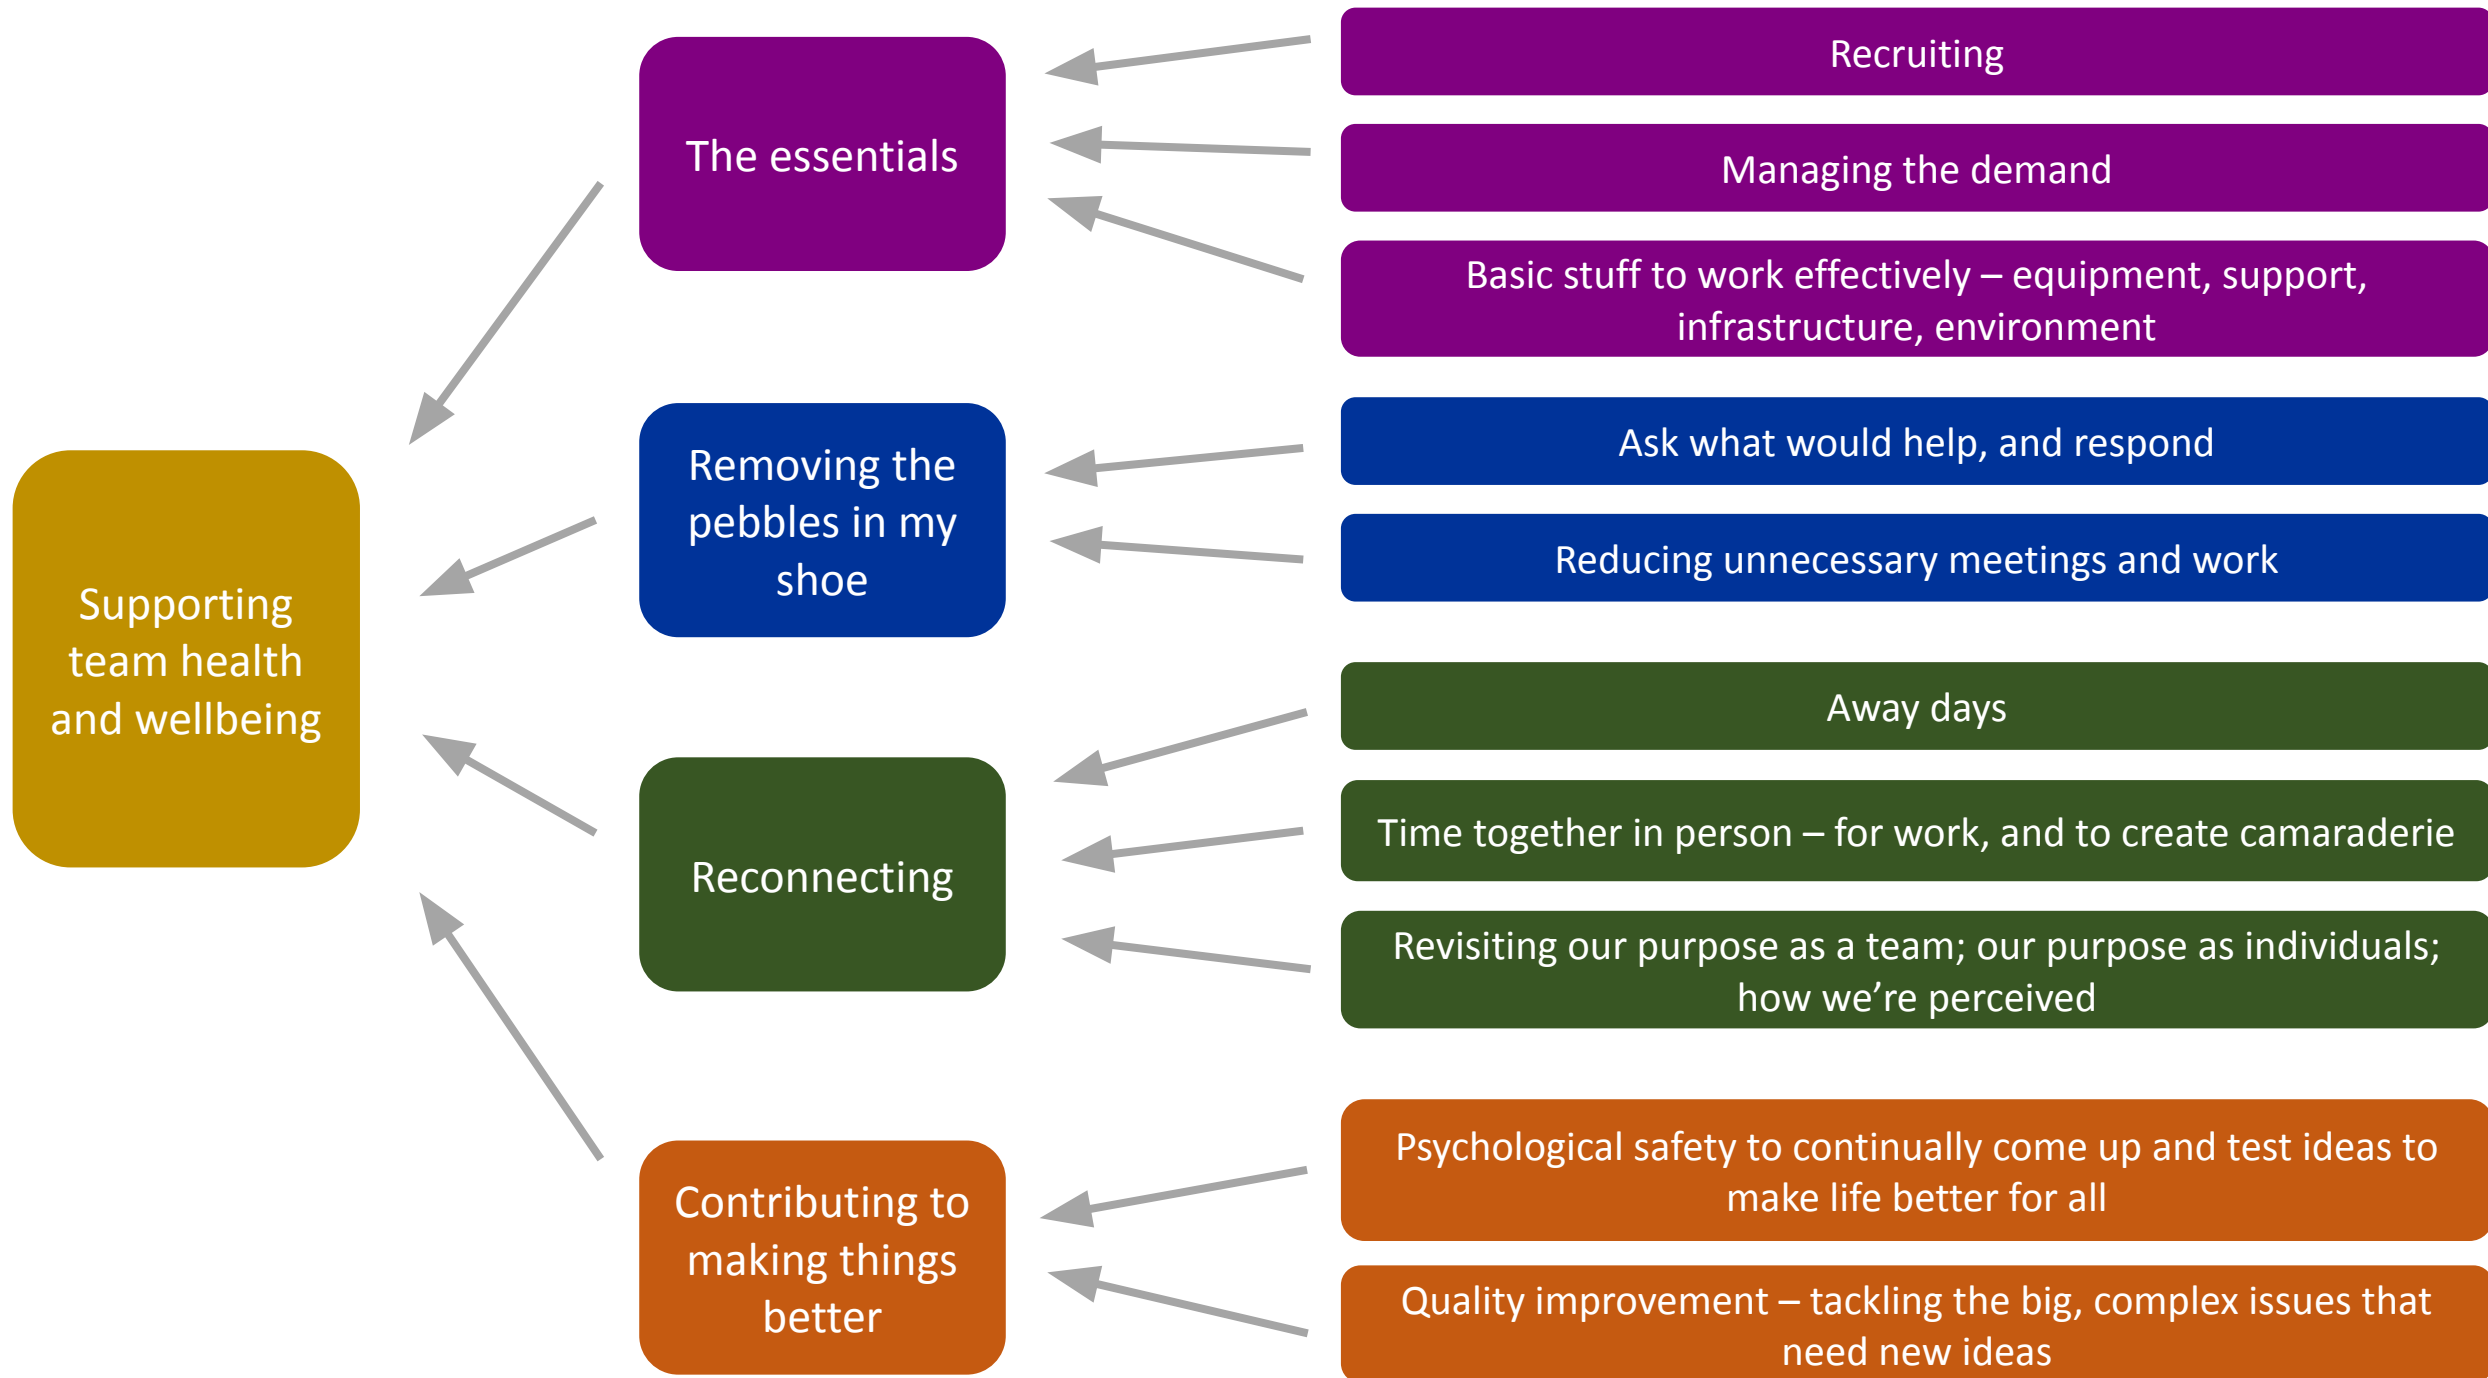 Supporting
team health
and wellbeing
The essentials
Recruiting
Managing the demand
Basic stuff to work effectively – equipment, support,
infrastructure, environment
Removing the
pebbles in my
shoe
Ask what would help, and respond
Reducing unnecessary meetings and work
Reconnecting
Away days
Time together in person – for work, and to create camaraderie
Revisiting our purpose as a team; our purpose as individuals;
how we’re perceived
Contributing to
making things
better
Psychological safety to continually come up and test ideas to
make life better for all
Quality improvement – tackling the big, complex issues that
need new ideas